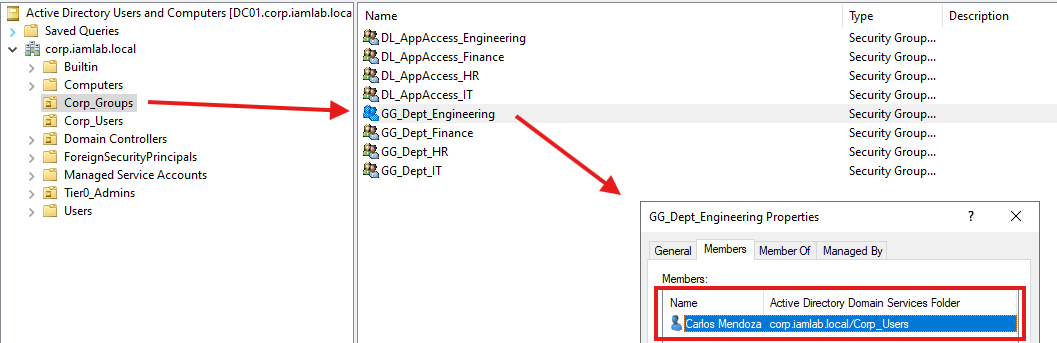 Active Directory Users and Computers [DC01.corp.iamlab.loca
Saved Queries
corp.iamlab.local
Builtin
Computers
Corp_Groups
Corp_Users
Domain Controllers
ForeignSecurityPrincipals
Managed Service Accounts
Tier0_Admins
Users
Name Type Description
DL_AppAccess_Engineering Security Group...
DL_AppAccess_Finance Security Group...
DL_AppAccess_HR Security Group...
DL_AppAccess_IT Security Group...
GG_Dept_Engineering Security Group...
GG_Dept_Finance Security Group...
GG_Dept_HR Security Group...
GG_Dept_IT Security Group...
GG_Dept_Engineering Properties ?
General Members Member Of Managed By
Members:
Name Active Directory Domain Services Folder
Carlos Mendoza corp.iamlab.local/Corp_Users